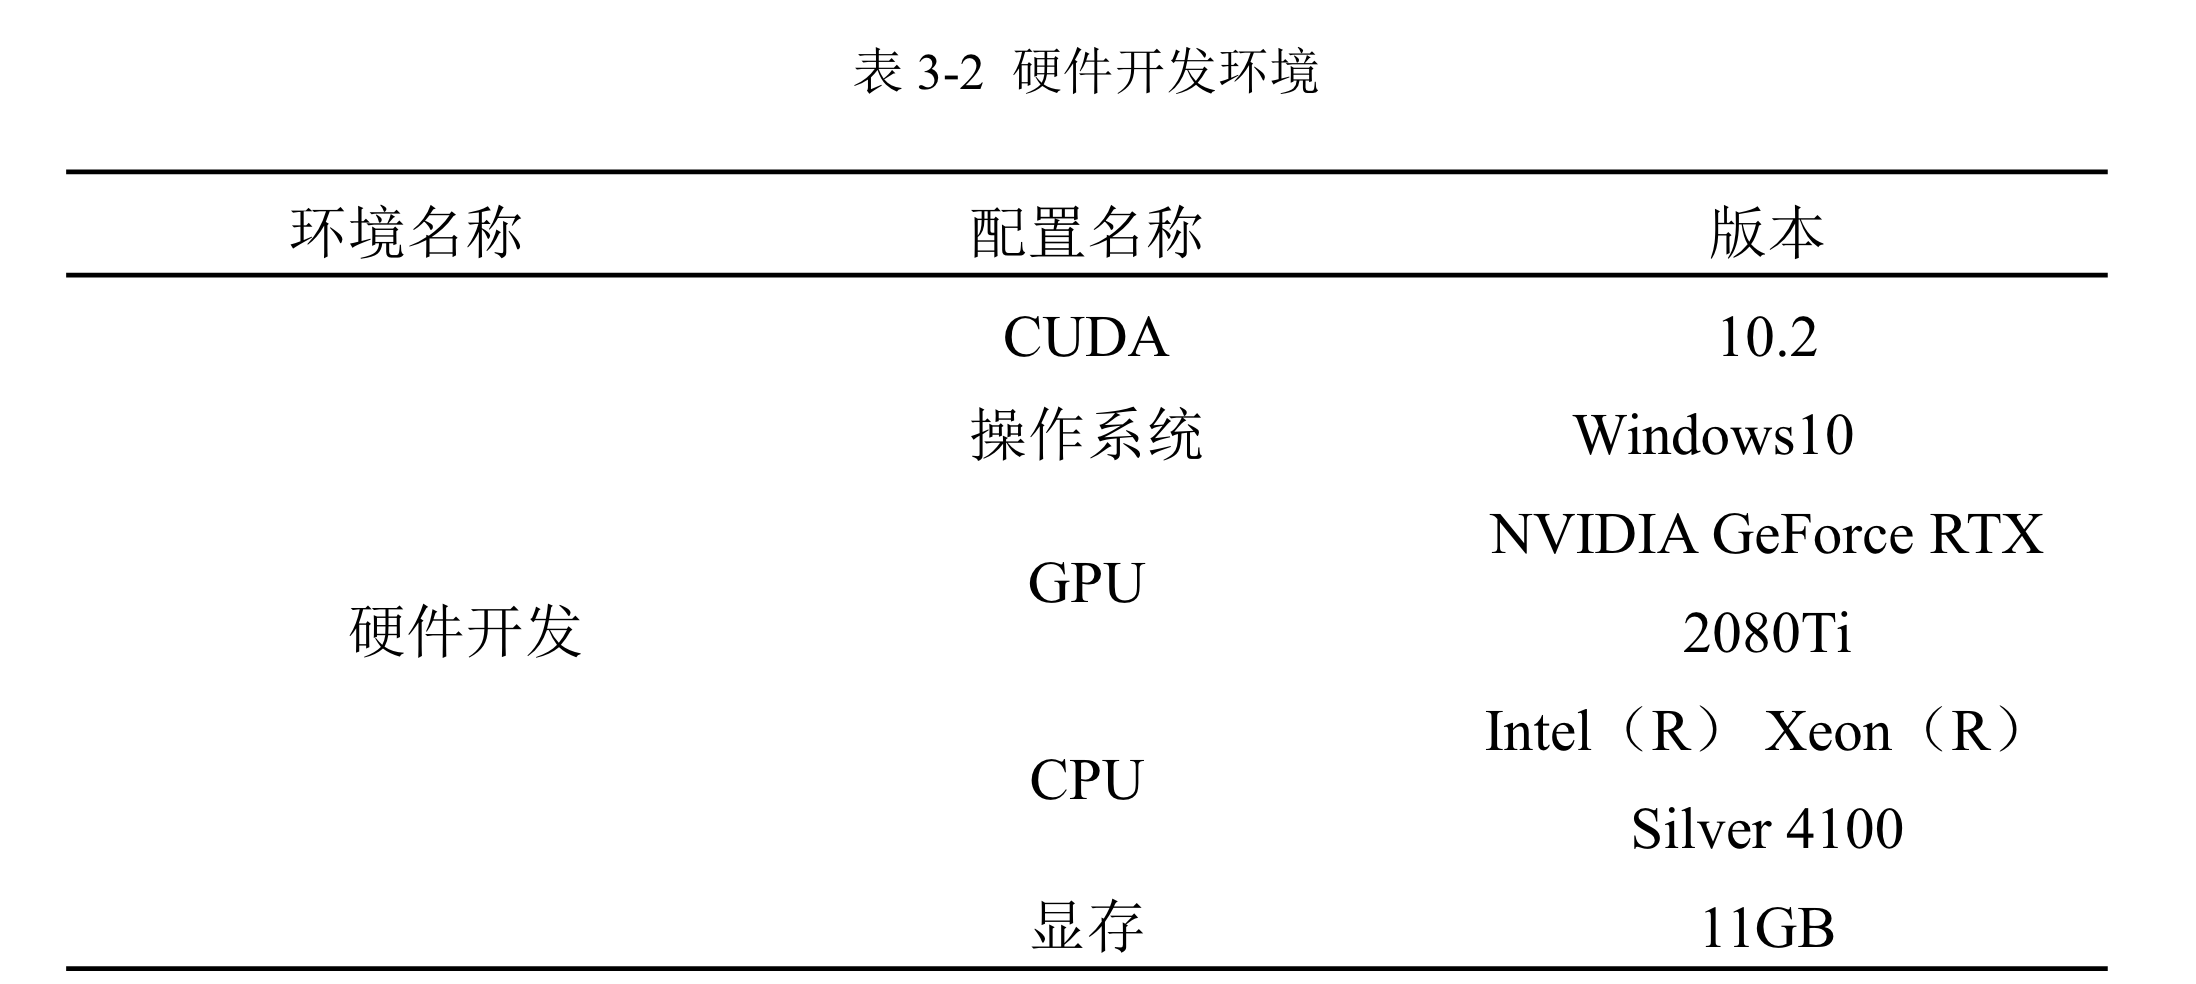 表 3-2 硬件开发环境
环境名称 配置名称 版本
CUDA 10.2
操作系统 Windows10
NVIDIA GeForce RTX
GPU
2080Ti
硬件开发
Intel（R） Xeon（R）
CPU
Silver 4100
显存 11GB